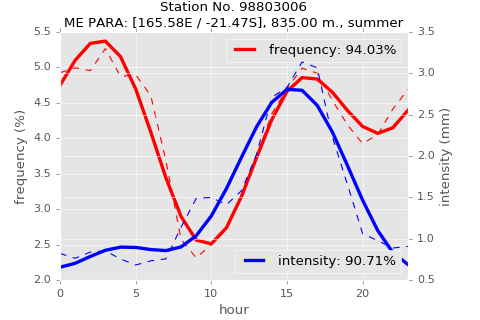 Station No. 98803006
ME PARA: [165.58E / -21.47S], 835.00 m., summer
5.5
5.0
4.5
4.0
3.5
3.0
2.5
2.0
frequency (%)
3.5
3.0
2.5
2.0
1.5
1.0
0.5
intensity (mm)
frequency: 94.03%
intensity: 90.71%
0
5
10
15
20
hour